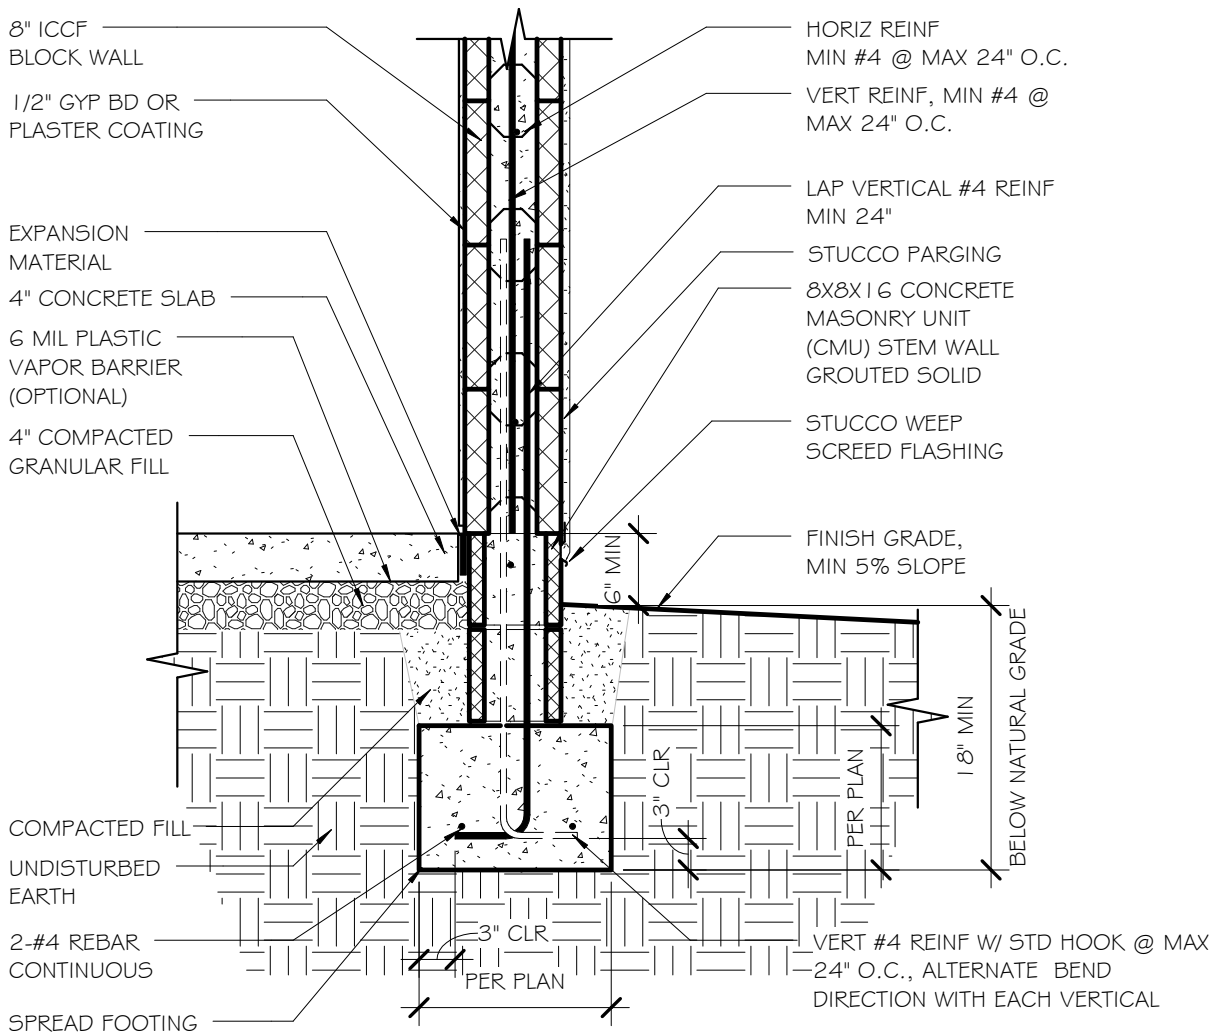 8" ICCF
BLOCK WALL
1/2" GYP BD OR
PLASTER COATING
EXPANSION
MATERIAL
4" CONCRETE SLAB
6 MIL PLASTIC
VAPOR BARRIER
(OPTIONAL)
4" COMPACTED
GRANULAR FILL
COMPACTED FILL
UNDISTURBED
EARTH
2-#4 REBAR
CONTINUOUS
SPREAD FOOTING
HORIZ REINF
MIN #4 @ MAX 24" O.C.
VERT REINF, MIN #4 @
MAX 24" O.C.
LAP VERTICAL #4 REINF
MIN 24"
STUCCO PARGING
8X8X16 CONCRETE
MASONRY UNIT
(CMU) STEM WALL
GROUTED SOLID
STUCCO WEEP
SCREED FLASHING
FINISH GRADE,
MIN 5% SLOPE
6" MIN
3" CLR
PER PLAN
18" MIN
BELOW NATURAL GRADE
3" CLR
PER PLAN
VERT #4 REINF W/ STD HOOK @ MAX
24" O.C., ALTERNATE BEND
DIRECTION WITH EACH VERTICAL